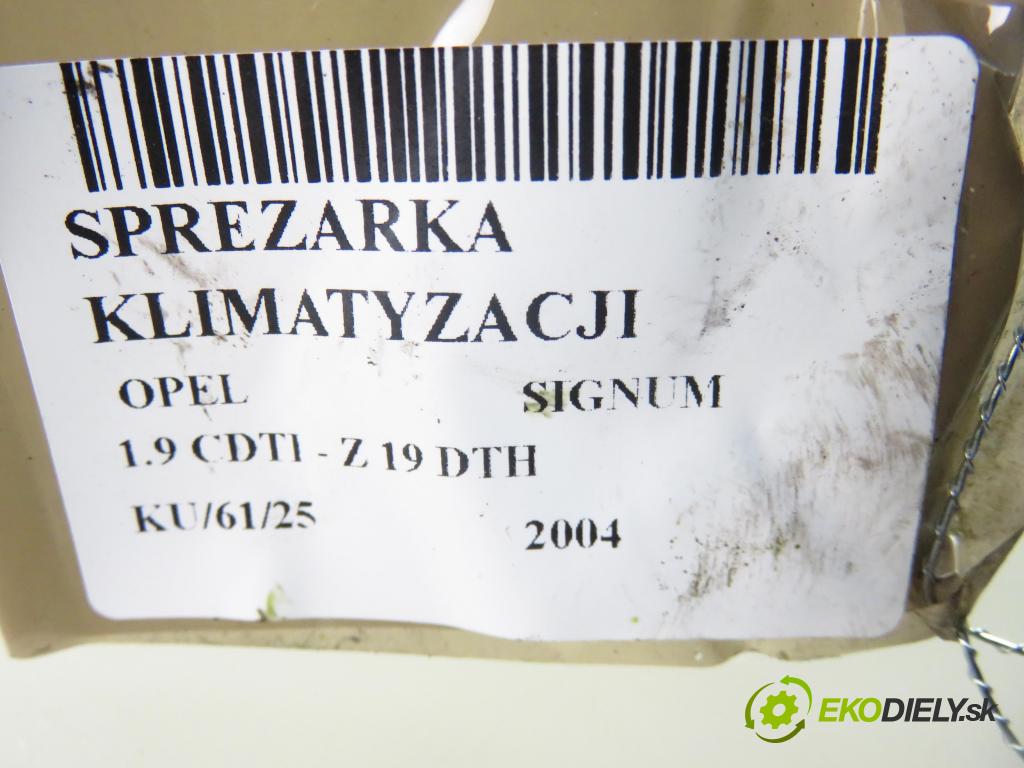 SPREZARKA
KLIMATYZACJI
OPEL SIGNUM
1.9 CDTI - Z 19 DTH
KU/61/25 2004
EKODIELY.sk